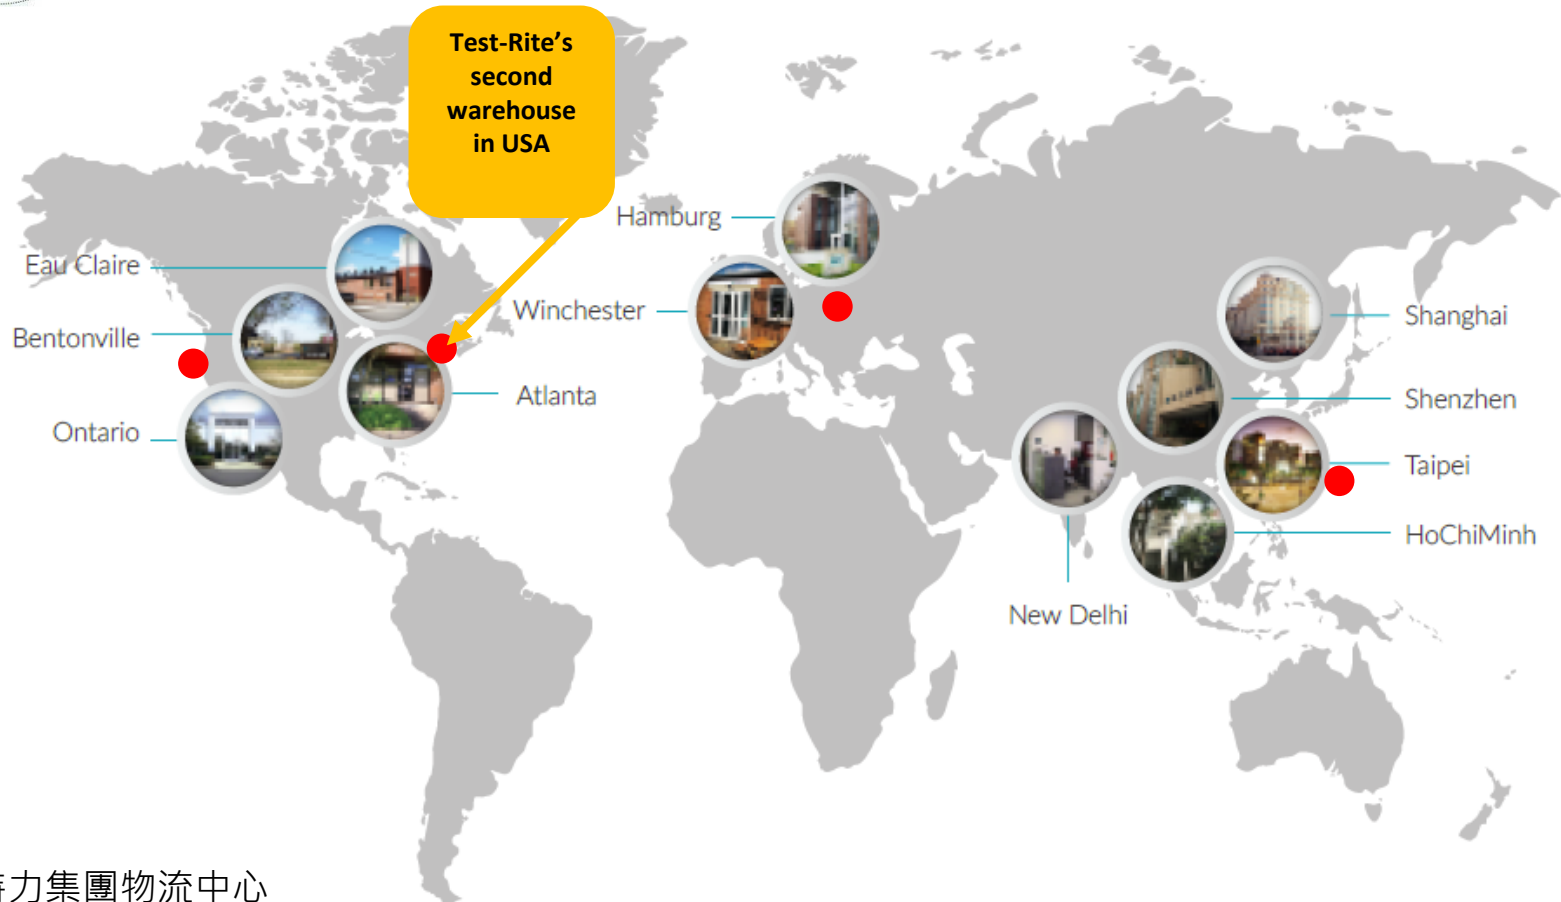 Test-Rite’s
second
warehouse
in USA
Hamburg
Eau Claire
Winchester
Bentonville
Shanghai
Atlanta
Shenzhen
Ontario
Taipei
HoChiMinh
New Delhi
力集團物流中心